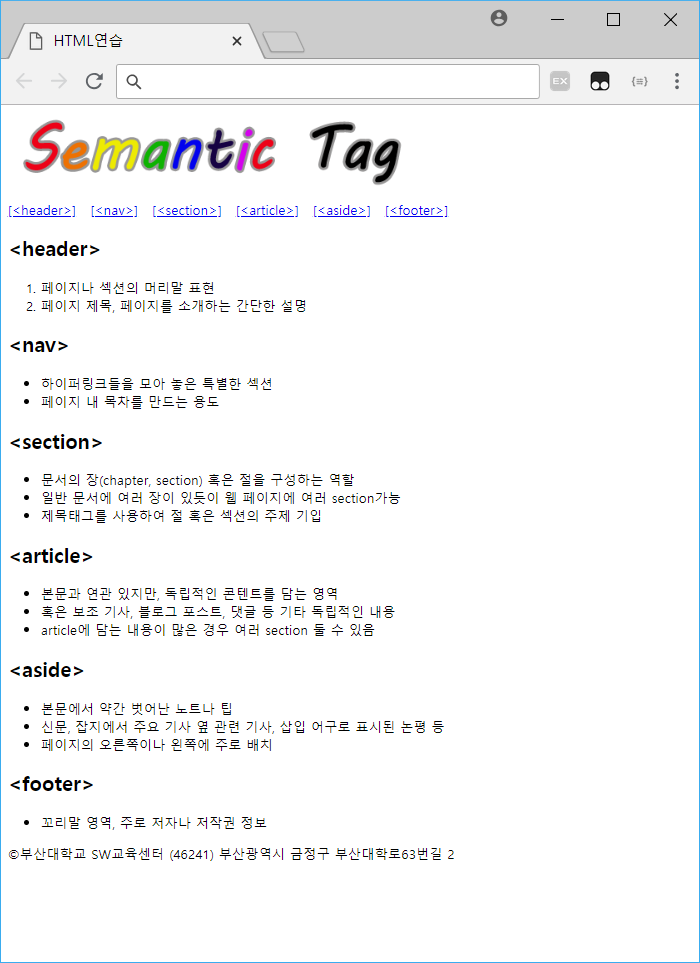 HTML연습
EX
Semantic Tag
[<header>] [<nav>] [<section>] [<article>] [<aside>] [<footer>]
<header>
1. 페이지나 섹션의 머리말 표현
2. 페이지 제목, 페이지를 소개하는 간단한 설명
<nav>
• 하이퍼링크들을 모아 놓은 특별한 섹션
• 페이지 내 목차를 만드는 용도
<section>
• 문서의 장(chapter, section) 혹은 절을 구성하는 역할
• 일반 문서에 여러 장이 있듯이 웹 페이지에 여러 section가능
• 제목태그를 사용하여 절 혹은 섹션의 주제 기입
<article>
• 본문과 연관 있지만, 독립적인 콘텐트를 담는 영역
• 혹은 보조 기사, 블로그 포스트, 댓글 등 기타 독립적인 내용
• article에 담는 내용이 많은 경우 여러 section 둘 수 있음
<aside>
• 본문에서 약간 벗어난 노트나 팁
• 신문, 잡지에서 주요 기사 옆 관련 기사, 삽입 어구로 표시된 논평 등
• 페이지의 오른쪽이나 왼쪽에 주로 배치
<footer>
• 꼬리말 영역, 주로 저자나 저작권 정보
©부산대학교 SW교육센터 (46241) 부산광역시 금정구 부산대학로63번길 2